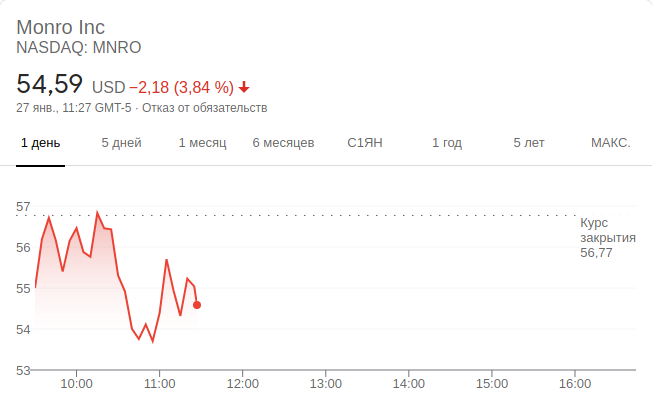 Monro Inc
NASDAQ: MNRO
54,59 USD −2,18 (3,84 %)
27 янв., 11:27 GMT-5 · Отказ от обязательств
1 день 5 дней 1 месяц 6 месяцев С1ЯН 1 год 5 лет МАКС.
57
Курс
закрытия
56,77
56
55
54
53
10:00 11:00 12:00 13:00 14:00 15:00 16:00